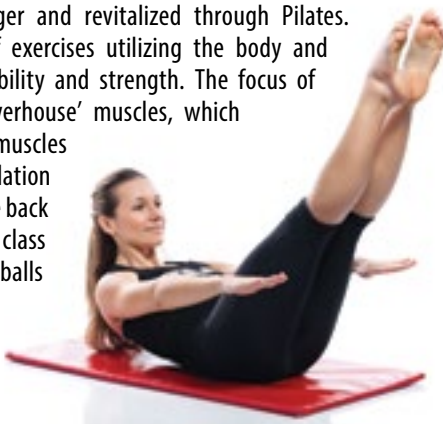 ger and revitalized through Pilates.
exercises utilizing the body and
bility and strength. The focus of
verhouse’ muscles, which
muscles
lation
back
class
balls